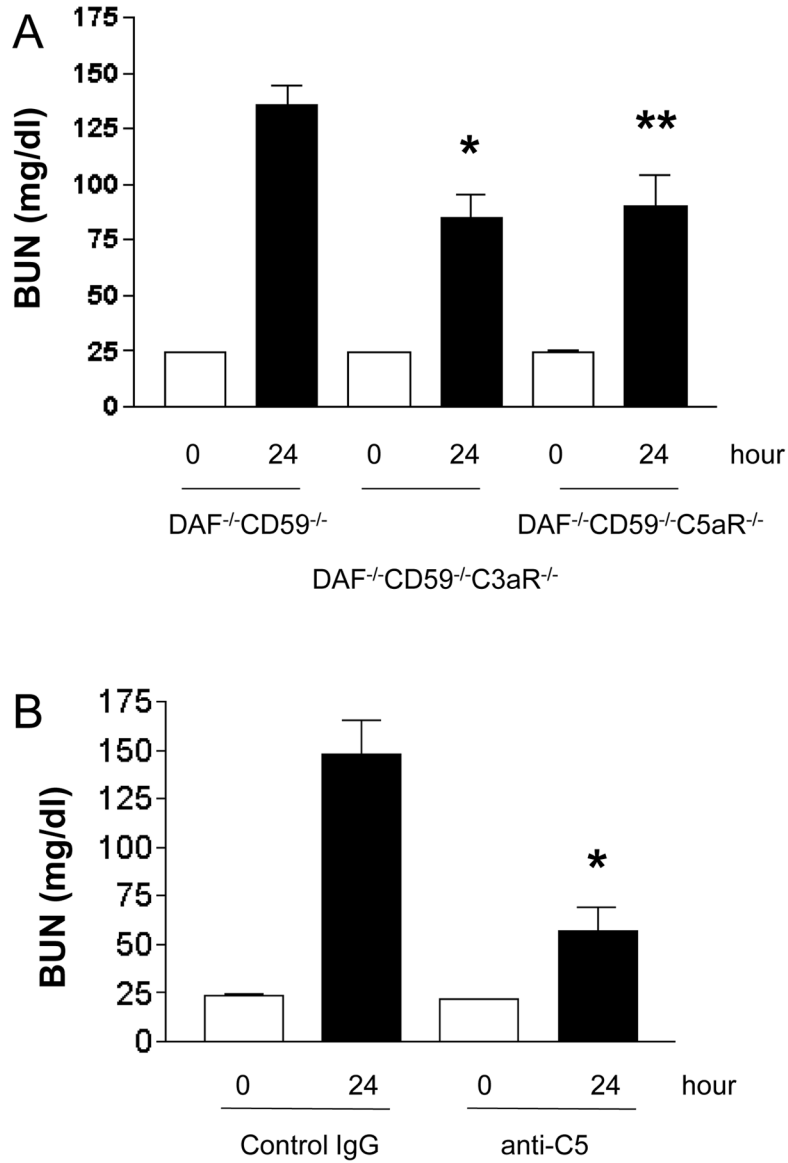 A
BUN (mg/dl)
175
150
125
100
75
50
25
0
*
**
0 24 0 24 0 24 hour
DAF-/-CD59-/- DAF-/-CD59-/-C5aR-/-
DAF-/-CD59-/-C3aR-/-
B
BUN (mg/dl)
175
150
125
100
75
50
25
0
*
0 24 0 24 hour
Control IgG anti-C5